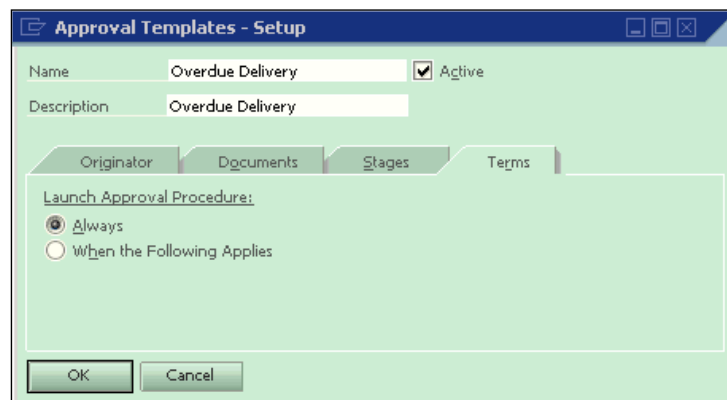 Approval Templates - Setup
Name Overdue Delivery Active
Description Overdue Delivery
Originator Documents Stages Terms
Launch Approval Procedure:
Always
When the Following Applies
OK Cancel